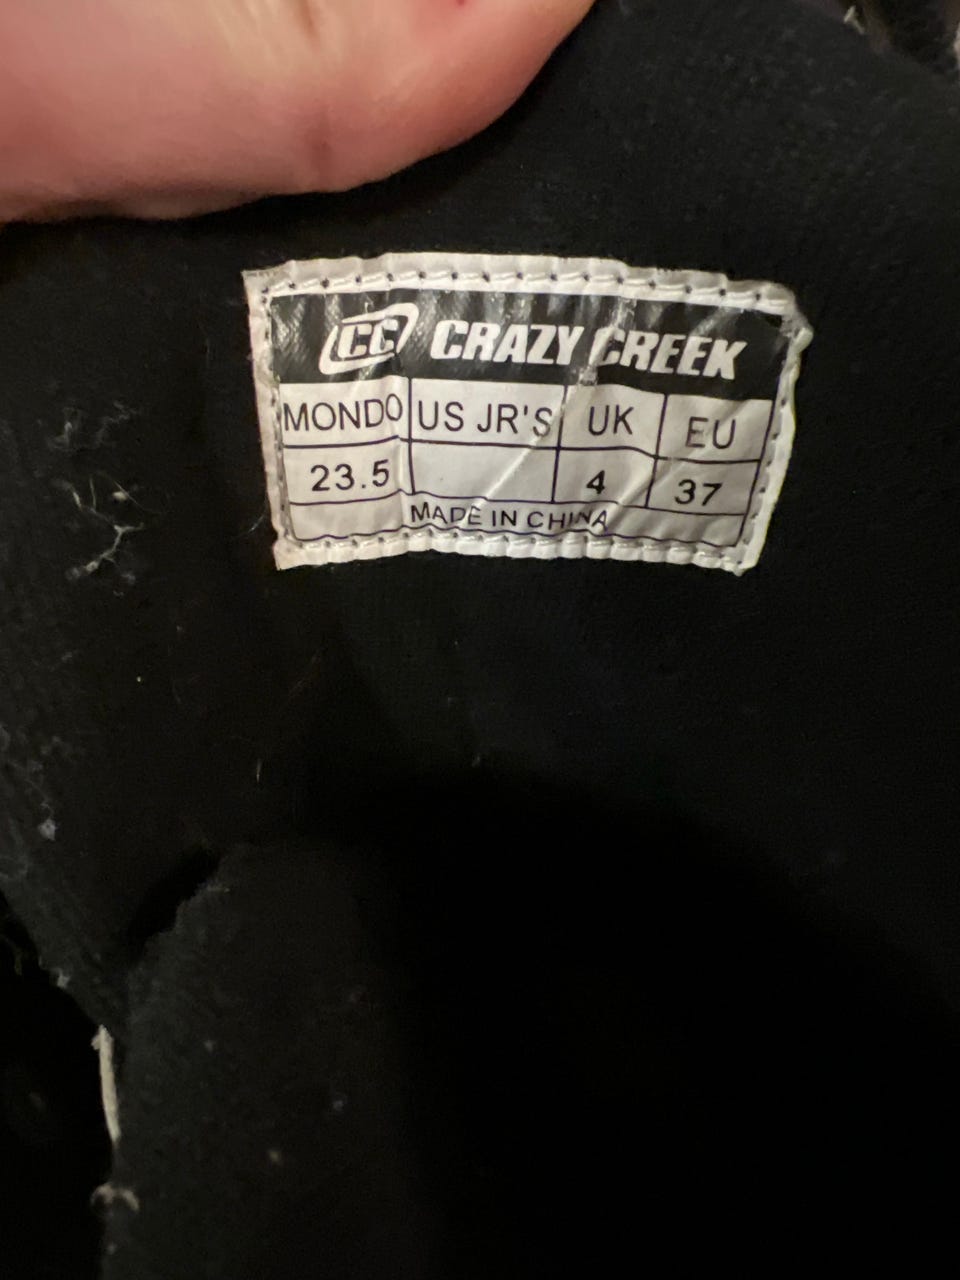 CC CRAZY CREEK
MONDO US JR'S UK EU
23.5 4 37
MADE IN CHINA